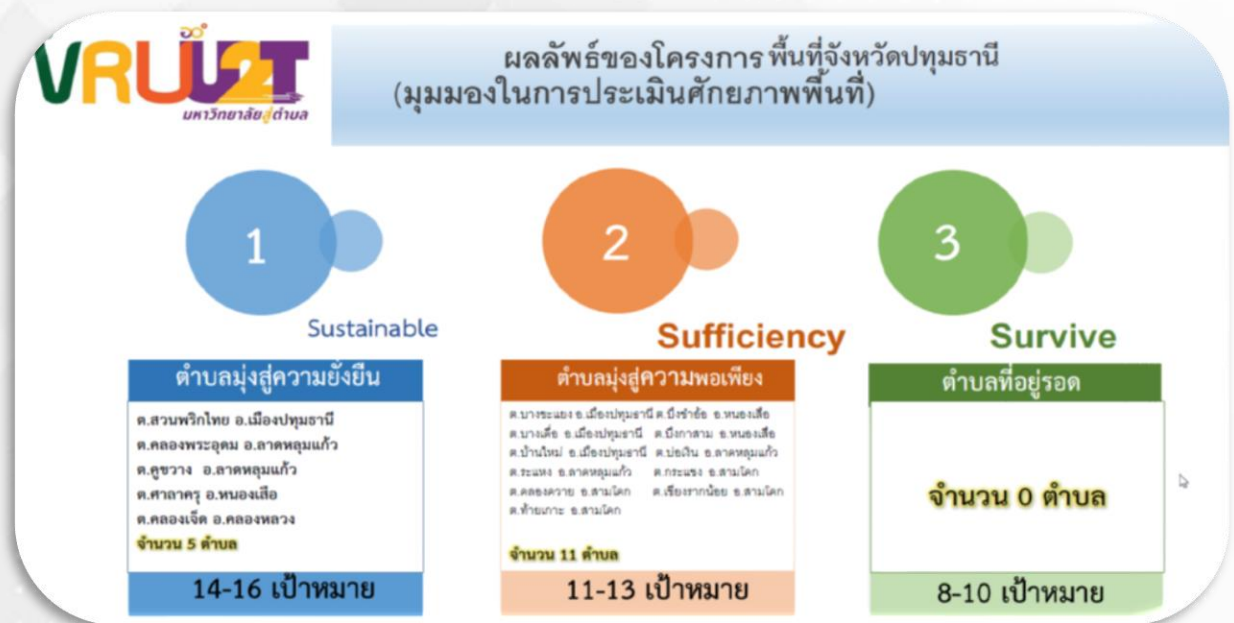 VRU U2T
มหาวิทยาลัยสู่ตำบล
ผลลัพธ์ของโครงการ พื้นที่จังหวัดปทุมธานี
(มุมมองในการประเมินศักยภาพพื้นที่)
1
Sustainable
ตำบลมุ่งสู่ความยั่งยืน
ต.สวนพริกไทย อ.เมืองปทุมธานี
ต.คลองพระอุดม อ.ลาดหลุมแก้ว
ต.คูขวาง อ.ลาดหลุมแก้ว
ต.ศาลาครุ อ.หนองเสือ
ต.คลองเจ็ด อ.คลองหลวง
จำนวน 5 ตำบล
14-16 เป้าหมาย
2
Sufficiency
ตำบลมุ่งสู่ความพอเพียง
ต.บางขะแยง อ.เมืองปทุมธานี ต.บึงชำอ้อ อ.หนองเสือ
ต.บางเดื่อ อ.เมืองปทุมธานี ต.บึงกาสาม อ.หนองเสือ
ต.บ้านใหม่ อ.เมืองปทุมธานี ต.บ่อเงิน อ.ลาดหลุมแก้ว
ต.ระแหง อ.ลาดหลุมแก้ว ต.กระแชง อ.สามโคก
ต.คลองควาย อ.สามโคก ต.เชียงรากน้อย อ.สามโคก
ต.ท้ายเกาะ อ.สามโคก
จำนวน 11 ตำบล
11-13 เป้าหมาย
3
Survive
ตำบลที่อยู่รอด
จำนวน 0 ตำบล
8-10 เป้าหมาย